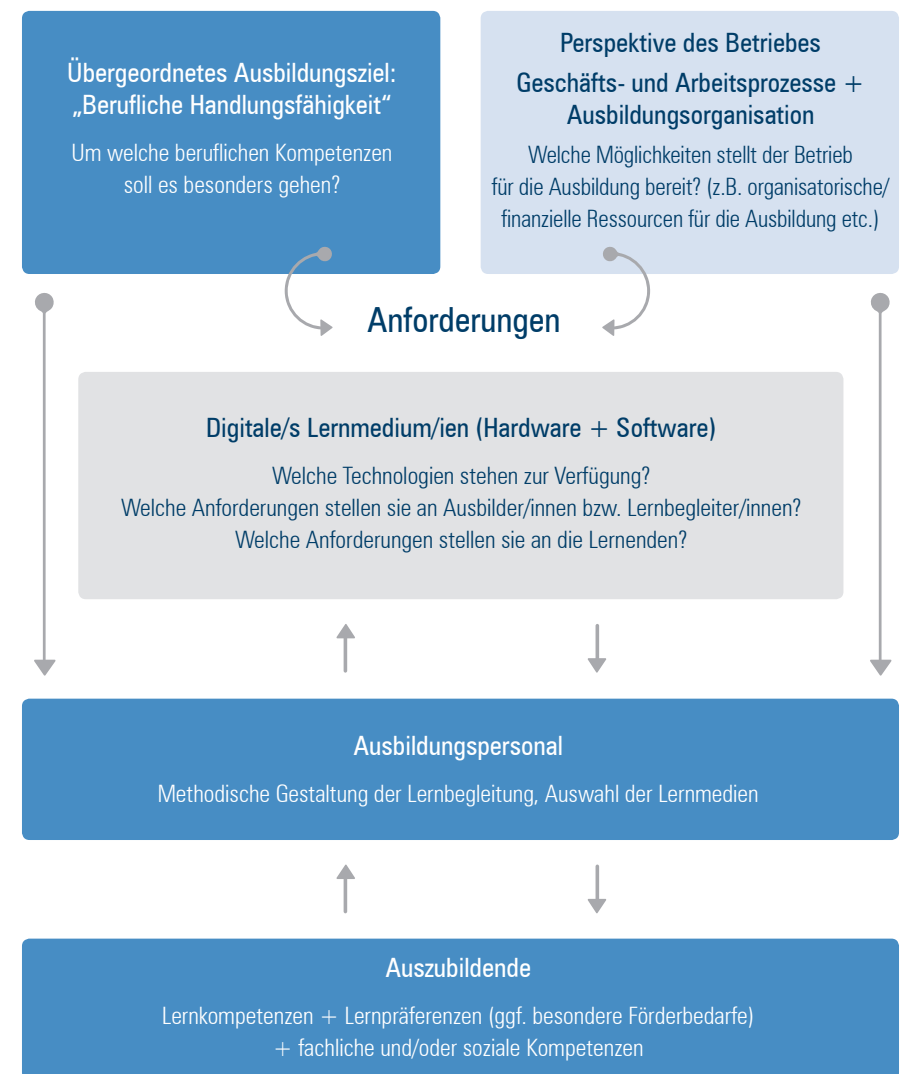 Übergeordnetes Ausbildungsziel:
„Berufliche Handlungsfähigkeit“
Um welche beruflichen Kompetenzen
soll es besonders gehen?
Perspektive des Betriebes
Geschäfts- und Arbeitsprozesse +
Ausbildungsorganisation
Welche Möglichkeiten stellt der Betrieb
für die Ausbildung bereit? (z.B. organisatorische/
finanzielle Ressourcen für die Ausbildung etc.)
Anforderungen
Digitale/s Lernmedium/ien (Hardware + Software)
Welche Technologien stehen zur Verfügung?
Welche Anforderungen stellen sie an Ausbilder/innen bzw. Lernbegleiter/innen?
Welche Anforderungen stellen sie an die Lernenden?
Ausbildungspersonal
Methodische Gestaltung der Lernbegleitung, Auswahl der Lernmedien
Auszubildende
Lernkompetenzen + Lernpräferenzen (ggf. besondere Förderbedarfe)
+ fachliche und/oder soziale Kompetenzen